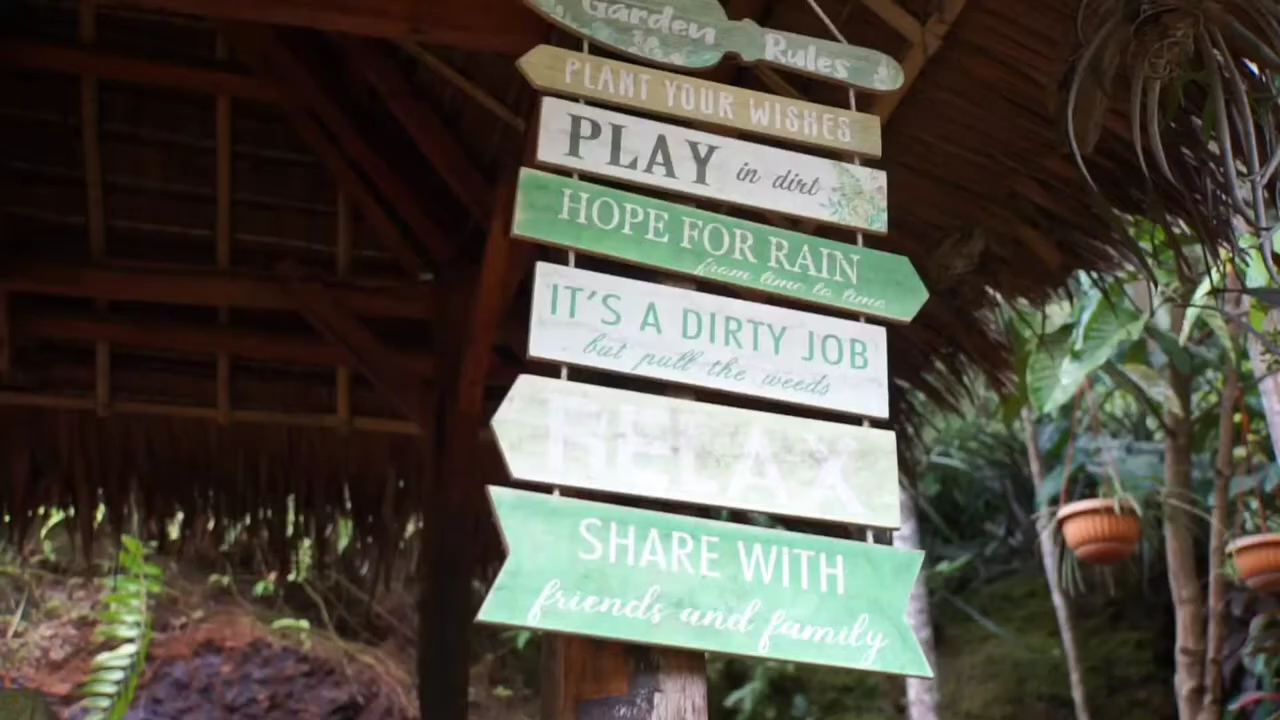 Garden Rules
PLANT YOUR WISHES
PLAY in dirt
HOPE FOR RAIN
from time to time
IT'S A DIRTY JOB
but pull the weeds
RELAX
SHARE WITH
friends and family